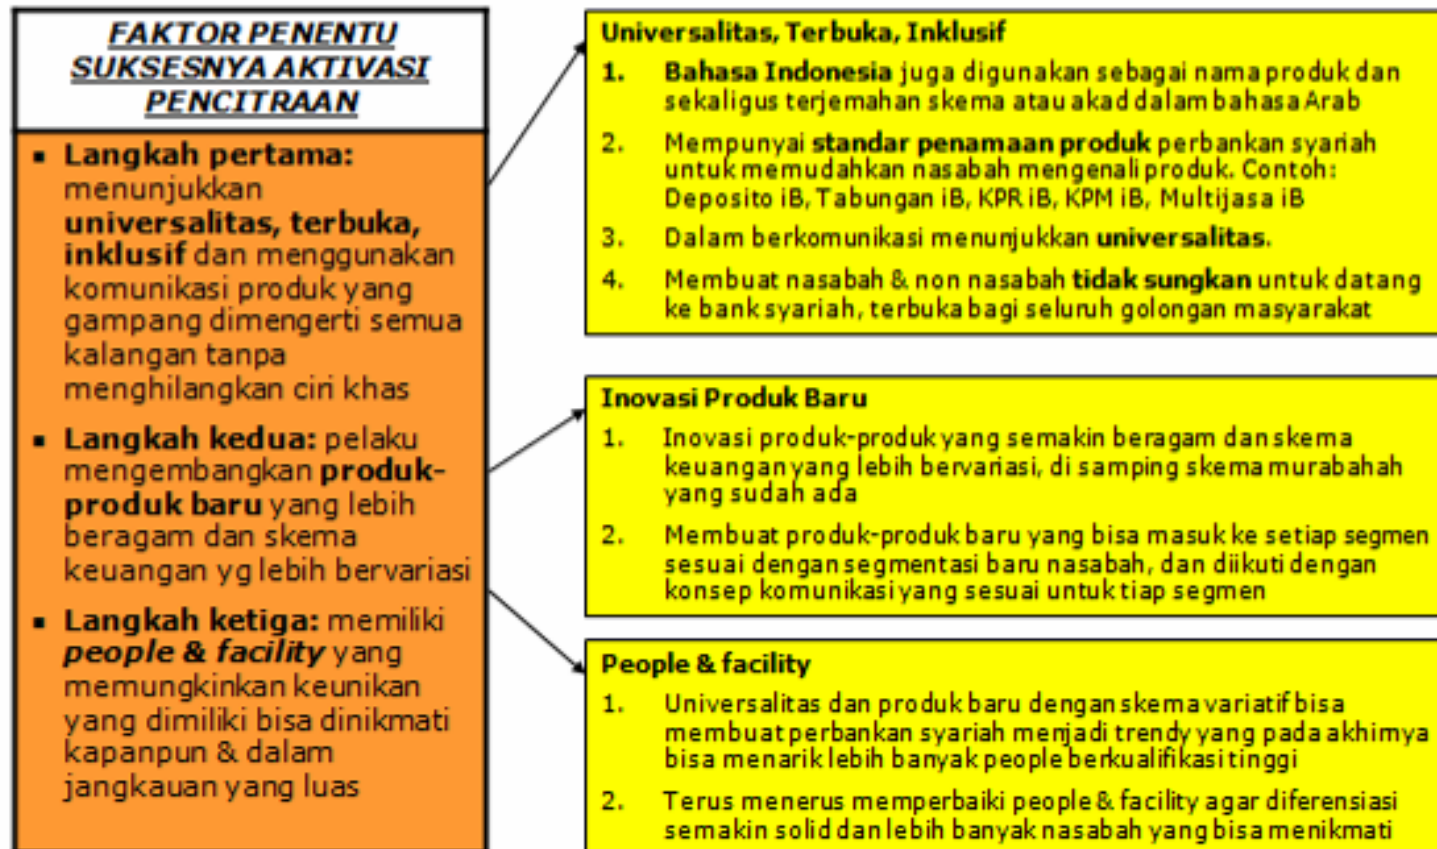 FAKTOR PENENTU
SUKSESNYA AKTIVASI
PENCITRAAN
▪ Langkah pertama:
menunjukkan
universalitas, terbuka,
inklusif dan menggunakan
komunikasi produk yang
gampang dimengerti semua
kalangan tanpa
menghilangkan ciri khas
▪ Langkah kedua: pelaku
mengembangkan produk-
produk baru yang lebih
beragam dan skema
keuangan yg lebih bervariasi
▪ Langkah ketiga: memiliki
people & facility yang
memungkinkan keunikan
yang dimiliki bisa dinikmati
kapanpun & dalam
jangkauan yang luas
Universalitas, Terbuka, Inklusif
1. Bahasa Indonesia juga digunakan sebagai nama produk dan
sekaligus terjemahan skema atau akad dalam bahasa Arab
2. Mempunyai standar penamaan produk perbankan syariah
untuk memudahkan nasabah mengenali produk. Contoh:
Deposito iB, Tabungan iB, KPR iB, KPM iB, Multijasa iB
3. Dalam berkomunikasi menunjukkan universalitas.
4. Membuat nasabah & non nasabah tidak sungkan untuk datang
ke bank syariah, terbuka bagi seluruh golongan masyarakat
Inovasi Produk Baru
1. Inovasi produk-produk yang semakin beragam dan skema
keuangan yang lebih bervariasi, di samping skema murabahah
yang sudah ada
2. Membuat produk-produk baru yang bisa masuk ke setiap segmen
sesuai dengan segmentasi baru nasabah, dan diikuti dengan
konsep komunikasi yang sesuai untuk tiap segmen
People & facility
1. Universalitas dan produk baru dengan skema variatif bisa
membuat perbankan syariah menjadi trendy yang pada akhirnya
bisa menarik lebih banyak people berkualifikasi tinggi
2. Terus menerus memperbaiki people & facility agar diferensiasi
semakin solid dan lebih banyak nasabah yang bisa menikmati